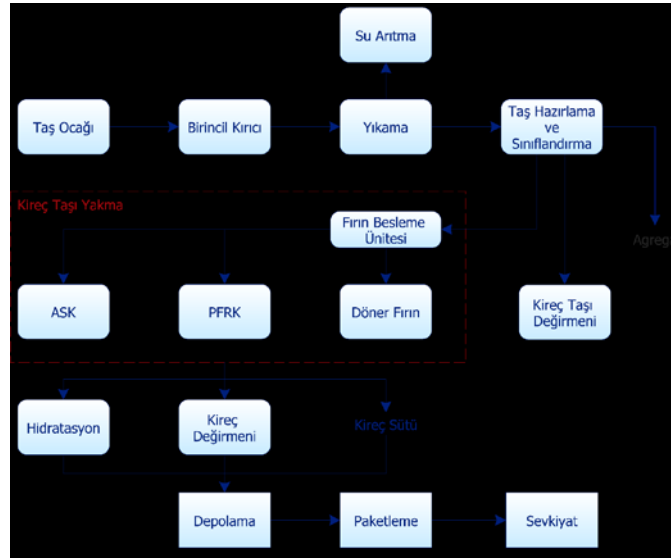 Su Arıtma
Taş Ocağı
Birincil Kırıcı
Yıkama
Taş Hazırlama
ve
Sınıflandırma
Kireç Taşı Yakma
Fırın Besleme
Ünitesi
Agrega
ASK
PFRK
Döner Fırın
Kireç Taşı
Değirmeni
Hidratasyon
Kireç
Değirmeni
Kireç Sütü
Depolama
Paketleme
Sevkiyat